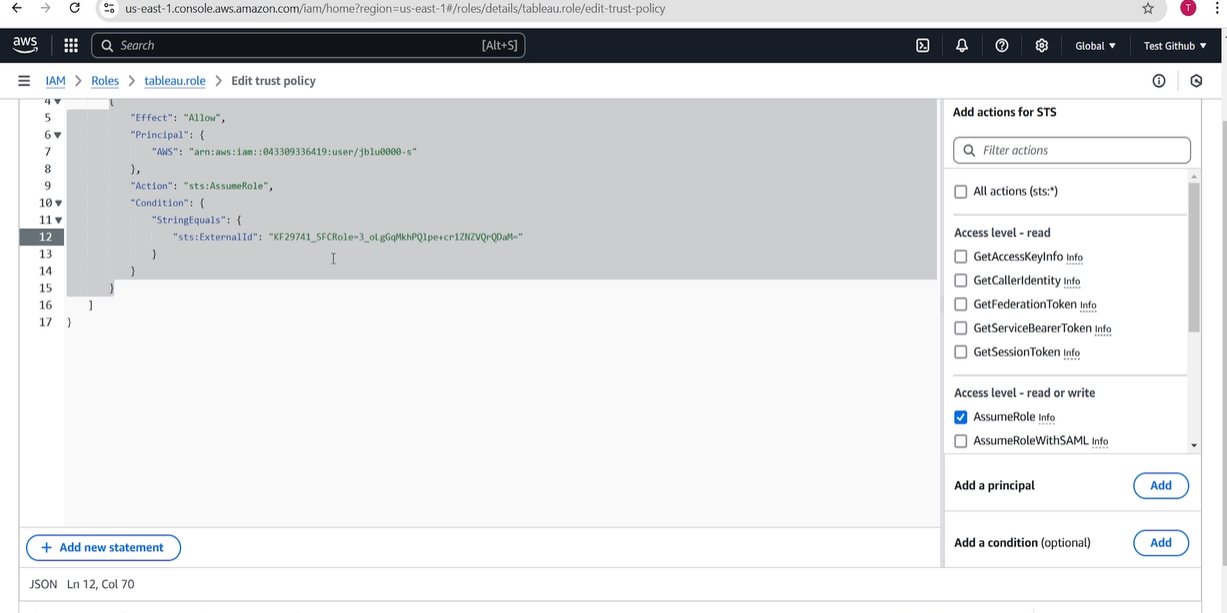 us-east-1.console.aws.amazon.com/iam/home?region=us-east-1#/roles/details/tableau.role/edit-trust-policy
T
aws
Search
[Alt+S]
Global ▼
Test Github ▼
IAM > Roles > tableau.role > Edit trust policy
4 {
5 "Effect": "Allow",
6 "Principal": {
7 "AWS": "arn:aws:iam::043309336419:user/jblu0000-s"
8 },
9 "Action": "sts:AssumeRole",
10 "Condition": {
11 "StringEquals": {
12 "sts:ExternalId": "KF29741_SFCRole=3_oLgGqMkhPQlpe+cr1ZNZVQrQDaM="
13 }
14 }
15 }
16 ]
17 }
+ Add new statement
JSON Ln 12, Col 70
Add actions for STS
Filter actions
All actions (sts:*)
Access level - read
GetAccessKeyInfo Info
GetCallerIdentity Info
GetFederationToken Info
GetServiceBearerToken Info
GetSessionToken Info
Access level - read or write
AssumeRole Info
AssumeRoleWithSAML Info
Add a principal
Add
Add a condition (optional)
Add